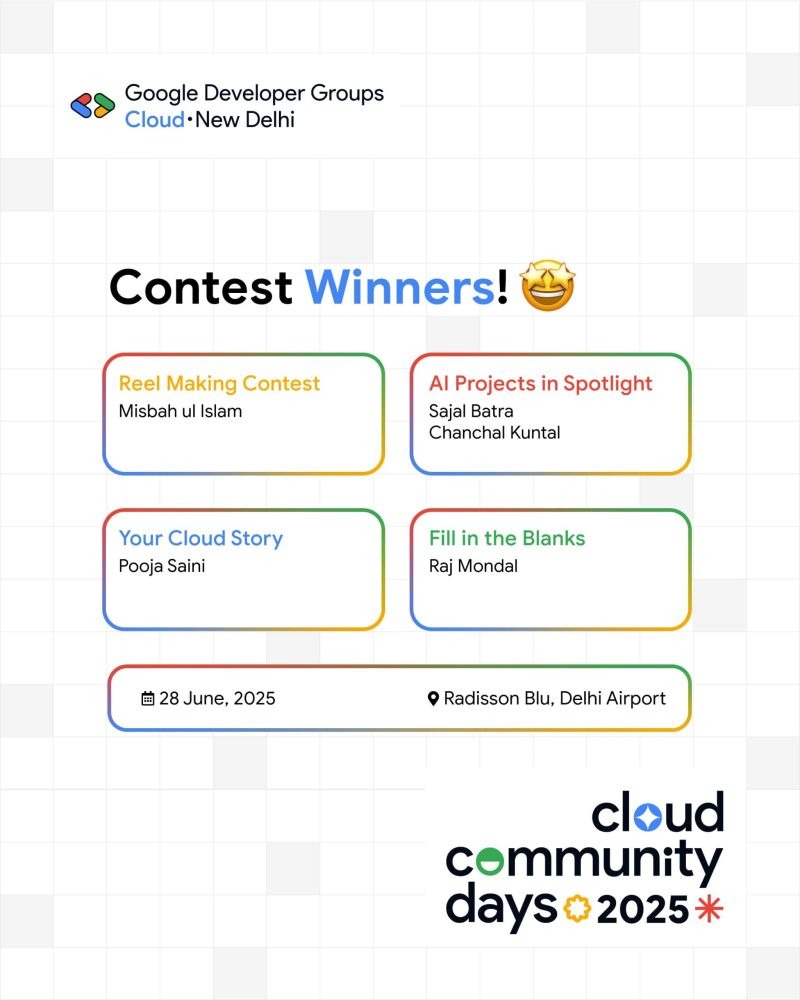 Google Developer Groups
Cloud • New Delhi
Contest Winners! 🤩
Reel Making Contest
Misbah ul Islam
AI Projects in Spotlight
Sajal Batra
Chanchal Kuntal
Your Cloud Story
Pooja Saini
Fill in the Blanks
Raj Mondal
28 June, 2025
Radisson Blu, Delhi Airport
cloud
community
days 2025